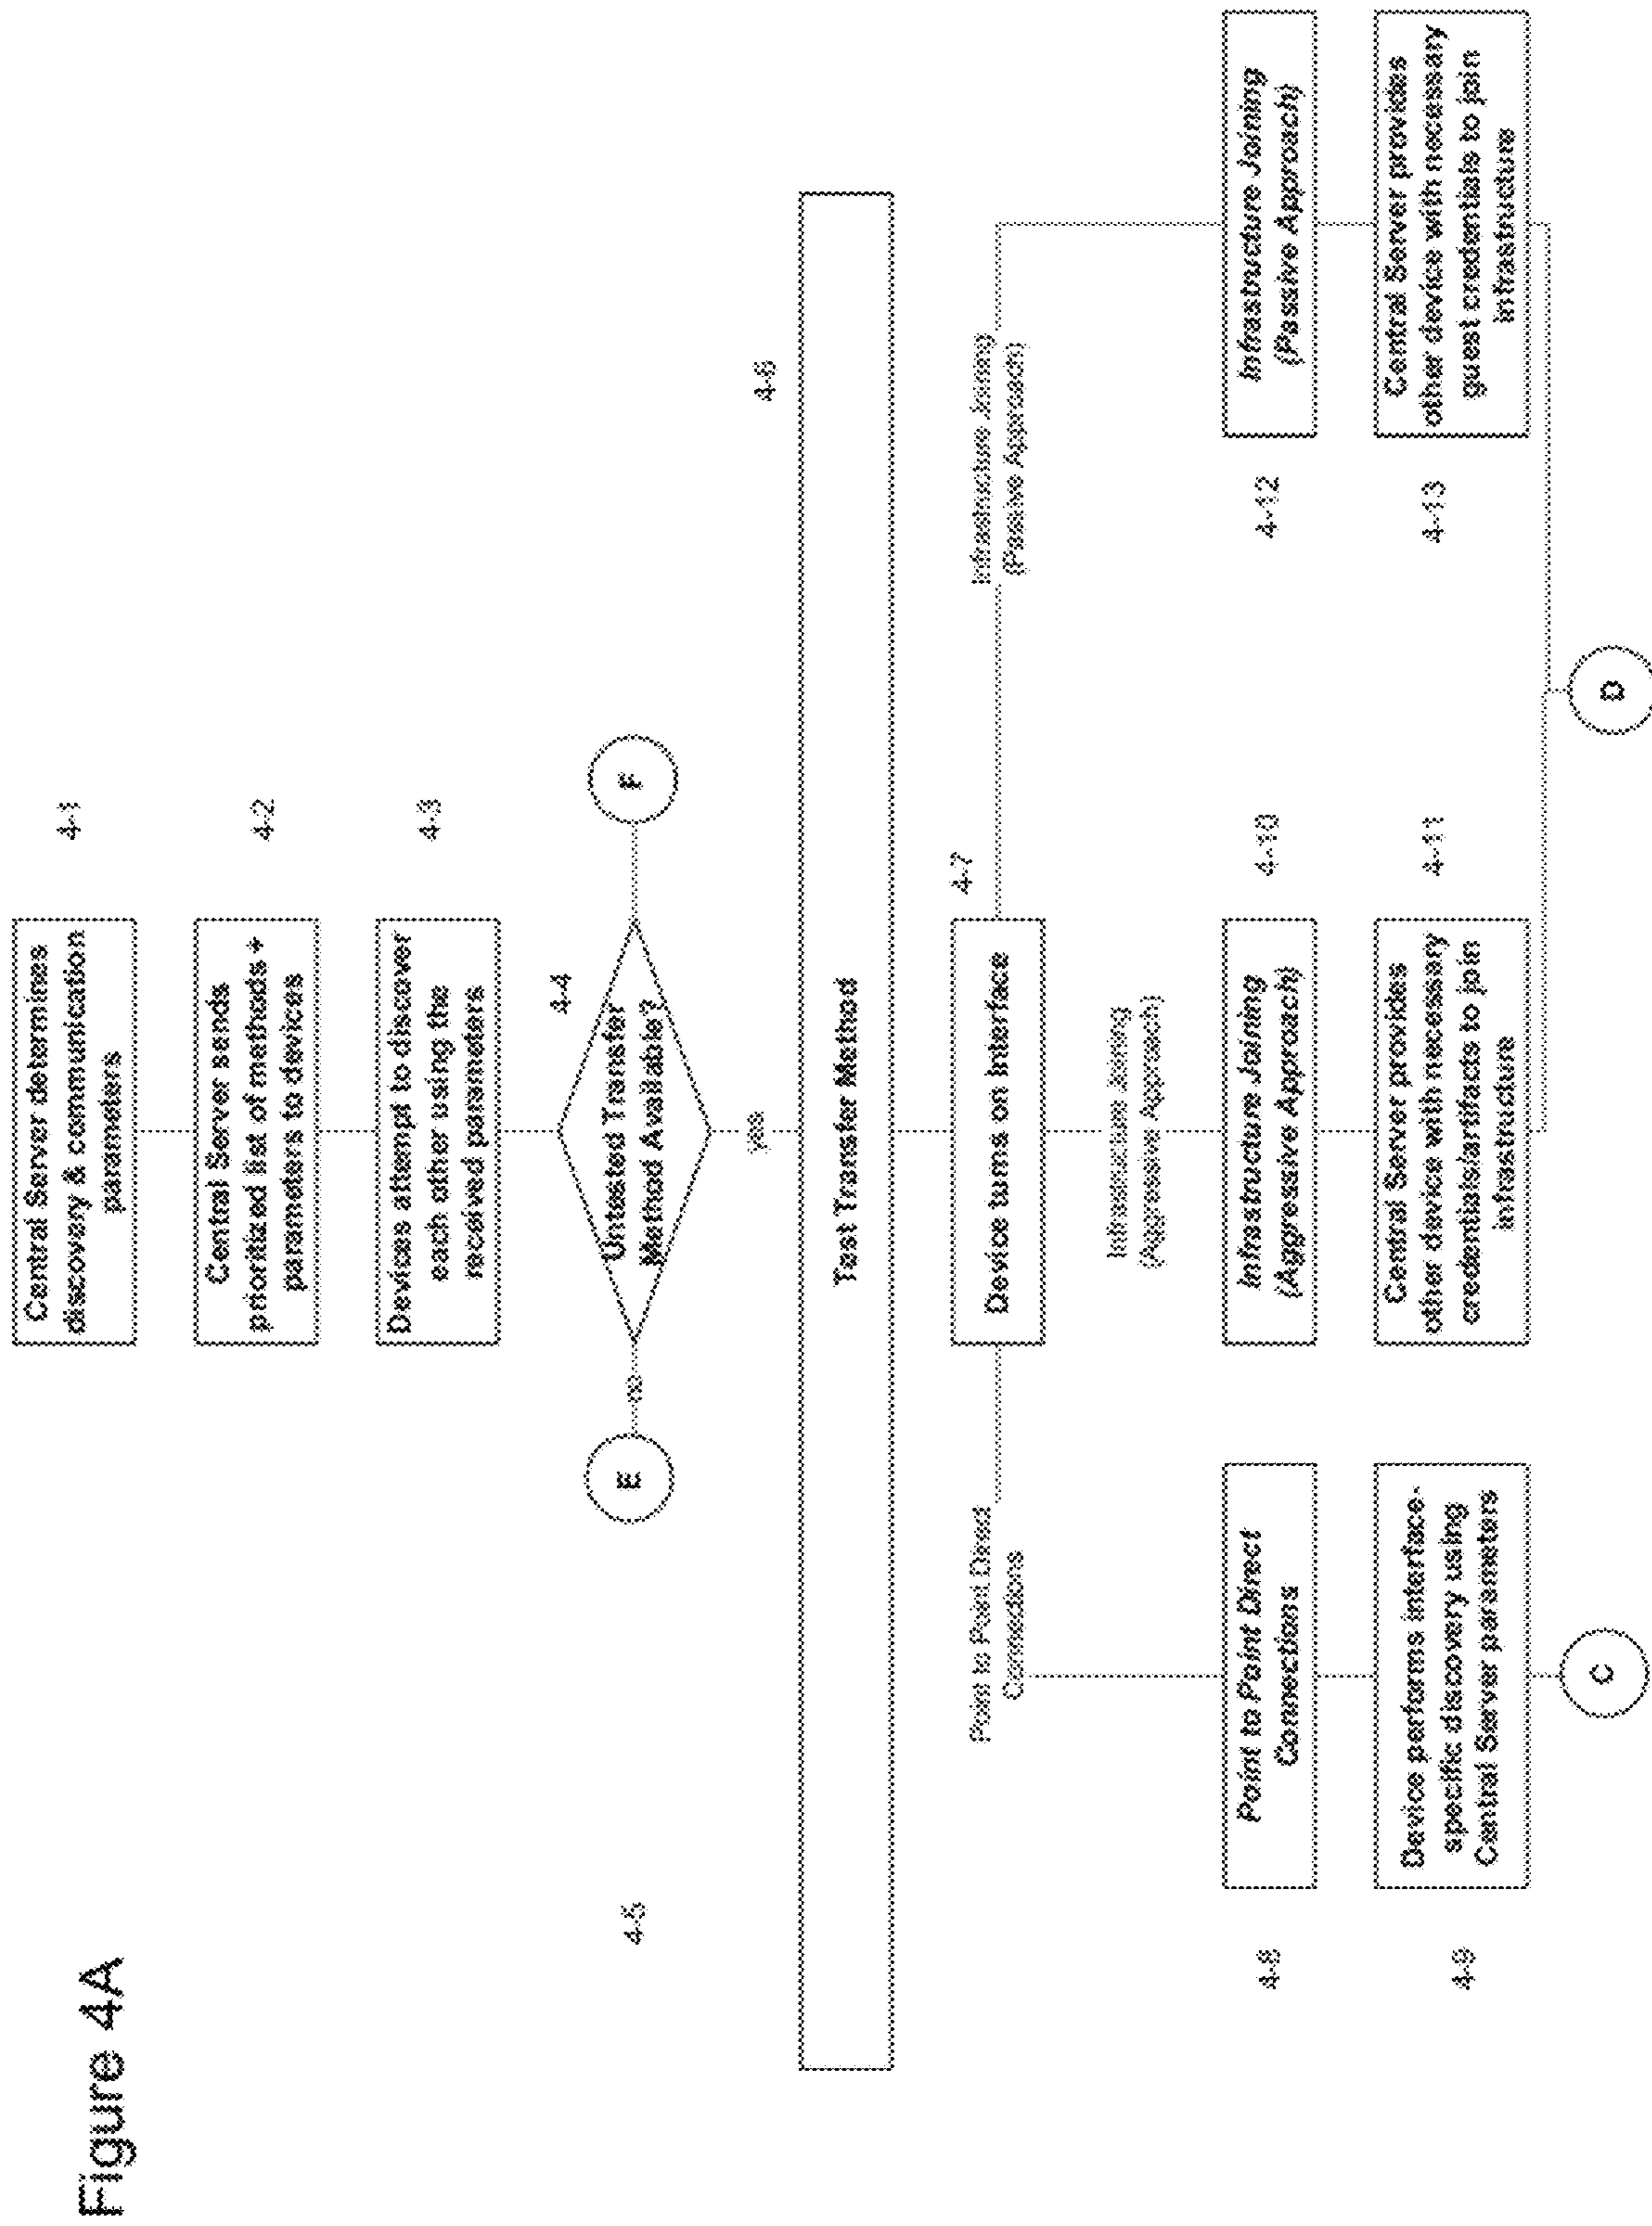 Figure 4A
Central Server determines
discovery & communication
parameters
4-1
Central Server sends
prioritized list of methods +
parameters to devices
4-2
Devices attempt to discover
each other using the
received parameters
4-3
4-4
Untested Transfer
Method Available?
E
no
F
4-5
yes
4-6
Test Transfer Method
4-7
Device turns on Interface
Point to Point Direct
Connections
Infrastructure Joining
(Aggressive Approach)
Infrastructure Joining
(Passive Approach)
4-8
Point to Point Direct
Connections
Infrastructure Joining
(Aggressive Approach)
4-10
4-12
Infrastructure Joining
(Passive Approach)
4-9
Device performs interface-
specific discovery using
Central Server parameters
Central Server provides
other device with necessary
credentials/artifacts to join
infrastructure
4-11
4-13
Central Server provides
other device with necessary
guest credentials to join
infrastructure
C
D